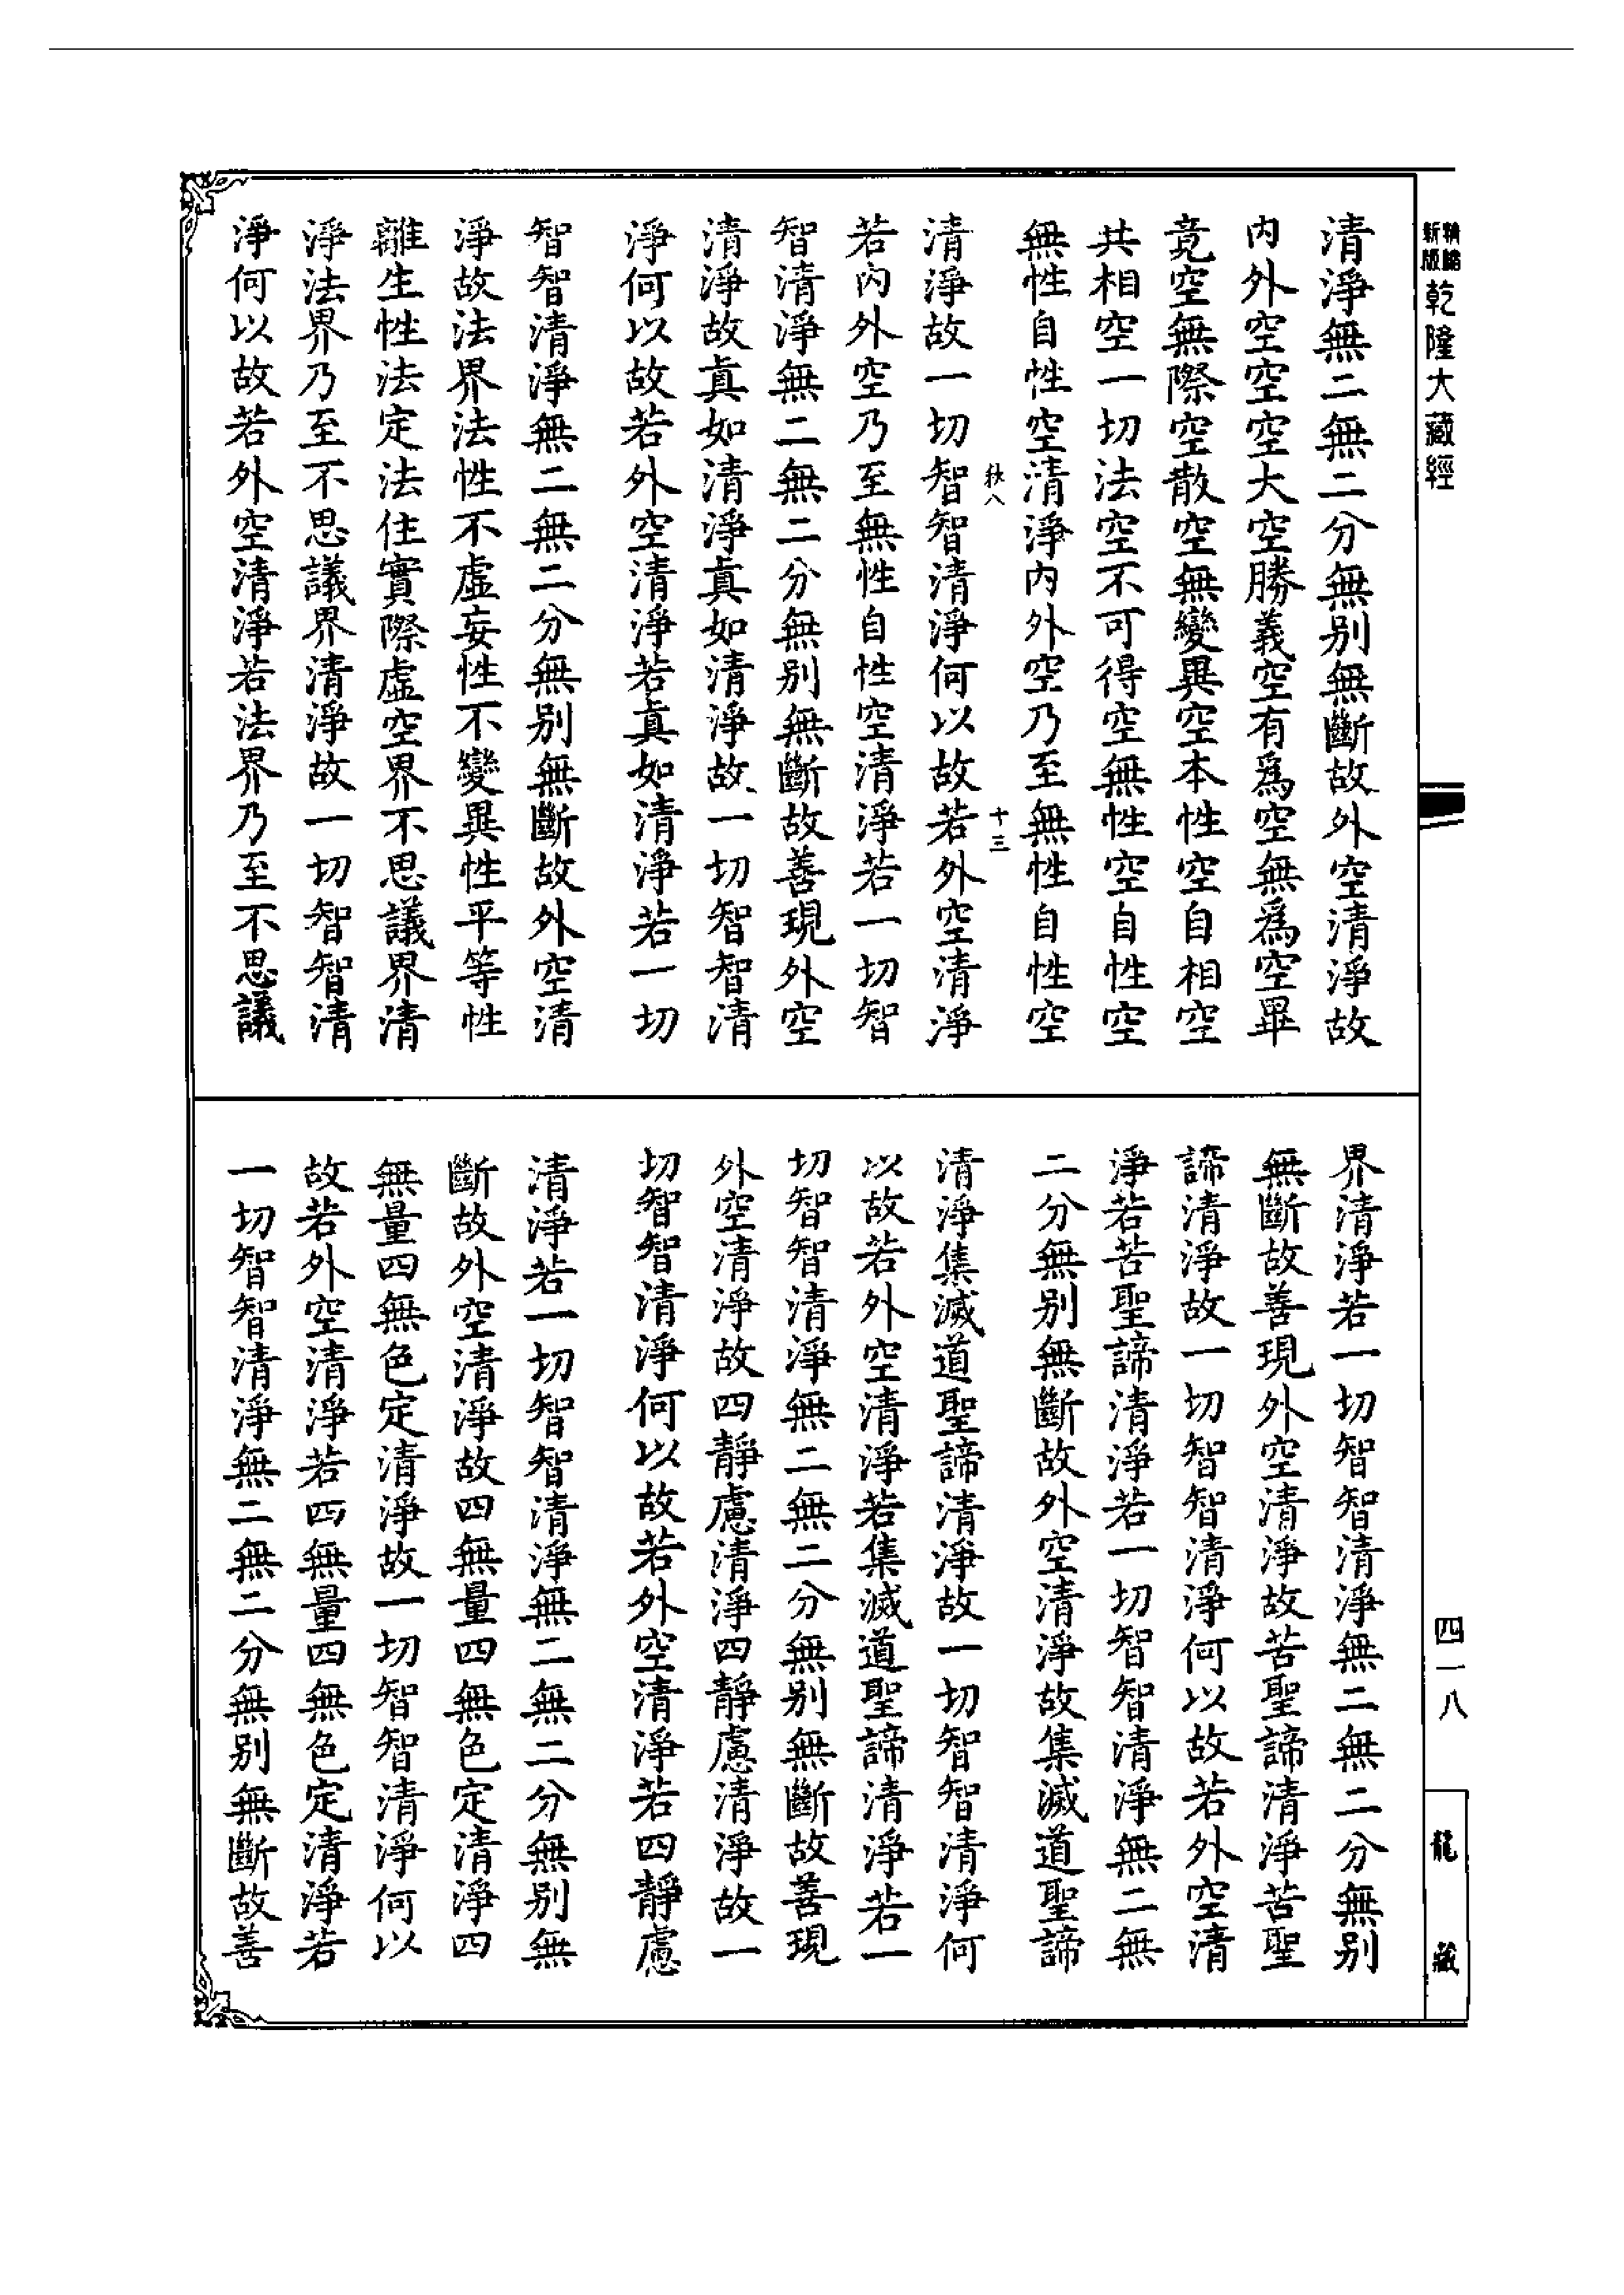 新版
精縮
乾隆大藏經
四一八
龍藏
清淨無二無二分無别無斷故外空清淨故
内外空空空大空勝義空有爲空無爲空畢
竟空無際空散空無變異空本性空自相空
共相空一切法空不可得空無性空自性空
無性自性空清淨内外空乃至無性自性空
秋八
十三
清淨故一切智智清淨何以故若外空清淨
若内外空乃至無性自性空清淨若一切智
智清淨無二無二分無别無斷故善現外空
清淨故真如清淨真如清淨故一切智智清
淨何以故若外空清淨若真如清淨若一切
智智清淨無二無二分無别無斷故外空清
淨故法界法性不虛妄性不變異性平等性
離生性法定法住實際虛空界不思議界清
淨法界乃至不思議界清淨故一切智智清
淨何以故若外空清淨若法界乃至不思議
界清淨若一切智智清淨無二無二分無别
無斷故善現外空清淨故苦聖諦清淨苦聖
諦清淨故一切智智清淨何以故若外空清
淨若苦聖諦清淨若一切智智清淨無二無
二分無别無斷故外空清淨故集滅道聖諦
清淨集滅道聖諦清淨故一切智智清淨何
以故若外空清淨若集滅道聖諦清淨若一
切智智清淨無二無二分無别無斷故善現
外空清淨故四靜慮清淨四靜慮清淨故一
切智智清淨何以故若外空清淨若四靜慮
清淨若一切智智清淨無二無二分無别無
斷故外空清淨故四無量四無色定清淨四
無量四無色定清淨故一切智智清淨何以
故若外空清淨若四無量四無色定清淨若
一切智智清淨無二無二分無别無斷故善